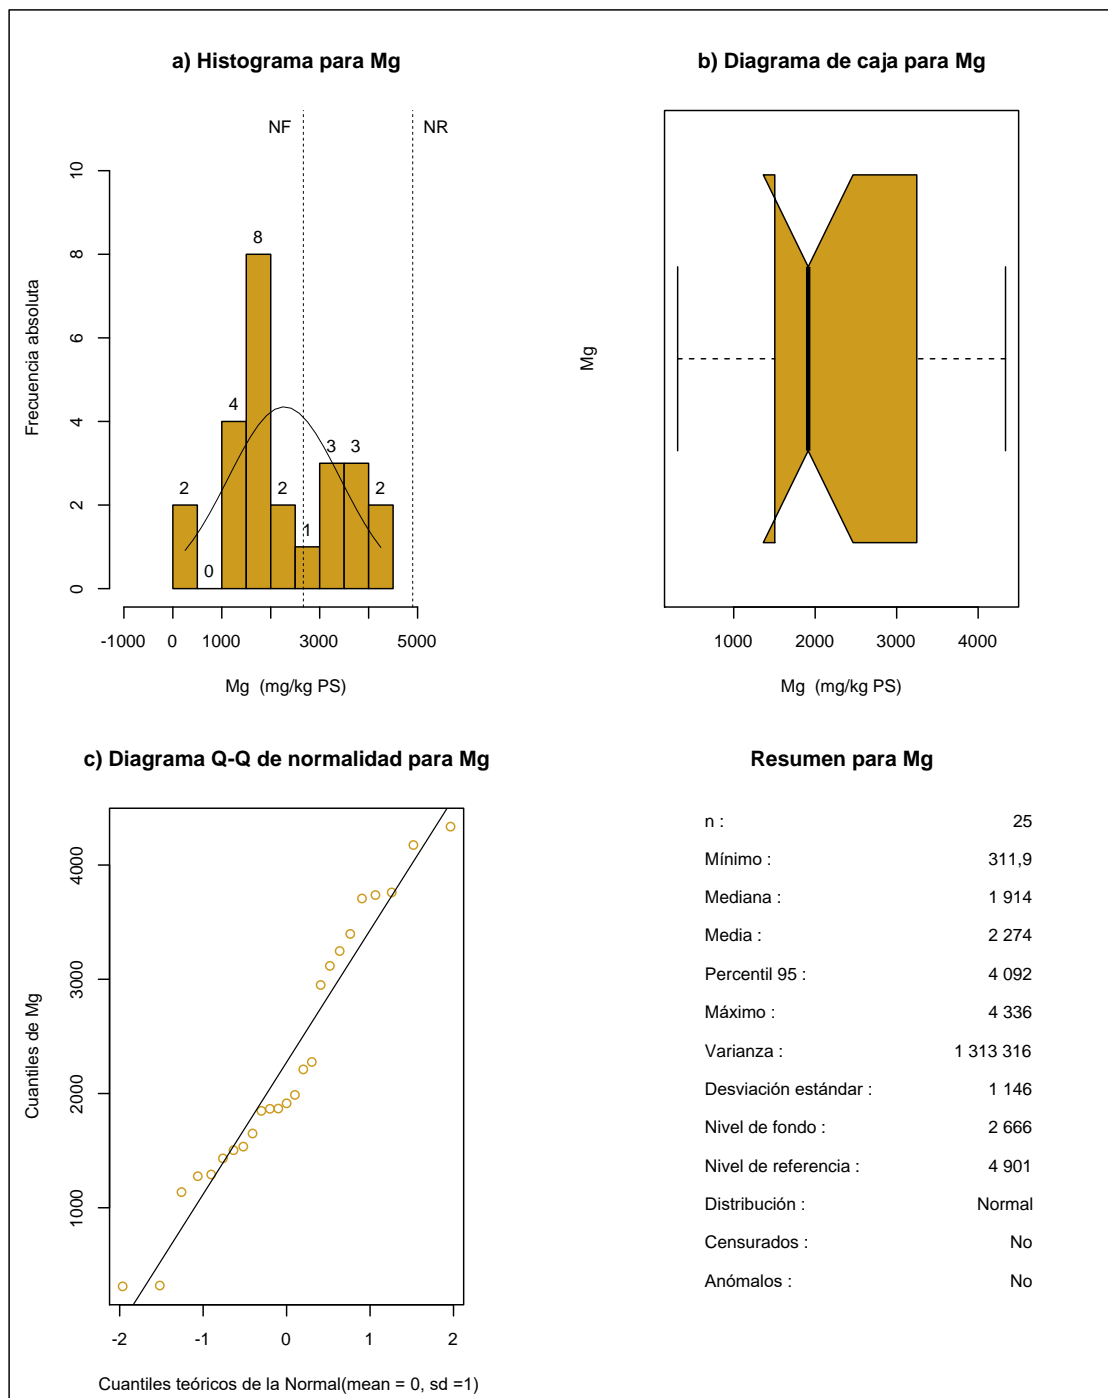 a) Histograma para Mg
NF
NR
Frecuencia absoluta
10
8
6
4
2
0
2
0
4
8
2
1
3
3
2
-1000
0
1000
3000
5000
Mg (mg/kg PS)
b) Diagrama de caja para Mg
Mg
1000
2000
3000
4000
Mg (mg/kg PS)
c) Diagrama Q-Q de normalidad para Mg
Cuantiles de Mg
4000
3000
2000
1000
-2
-1
0
1
2
Cuantiles teóricos de la Normal(mean = 0, sd =1)
Resumen para Mg
n : 25
Mínimo : 311,9
Mediana : 1 914
Media : 2 274
Percentil 95 : 4 092
Máximo : 4 336
Varianza : 1 313 316
Desviación estándar : 1 146
Nivel de fondo : 2 666
Nivel de referencia : 4 901
Distribución : Normal
Censurados : No
Anómalos : No